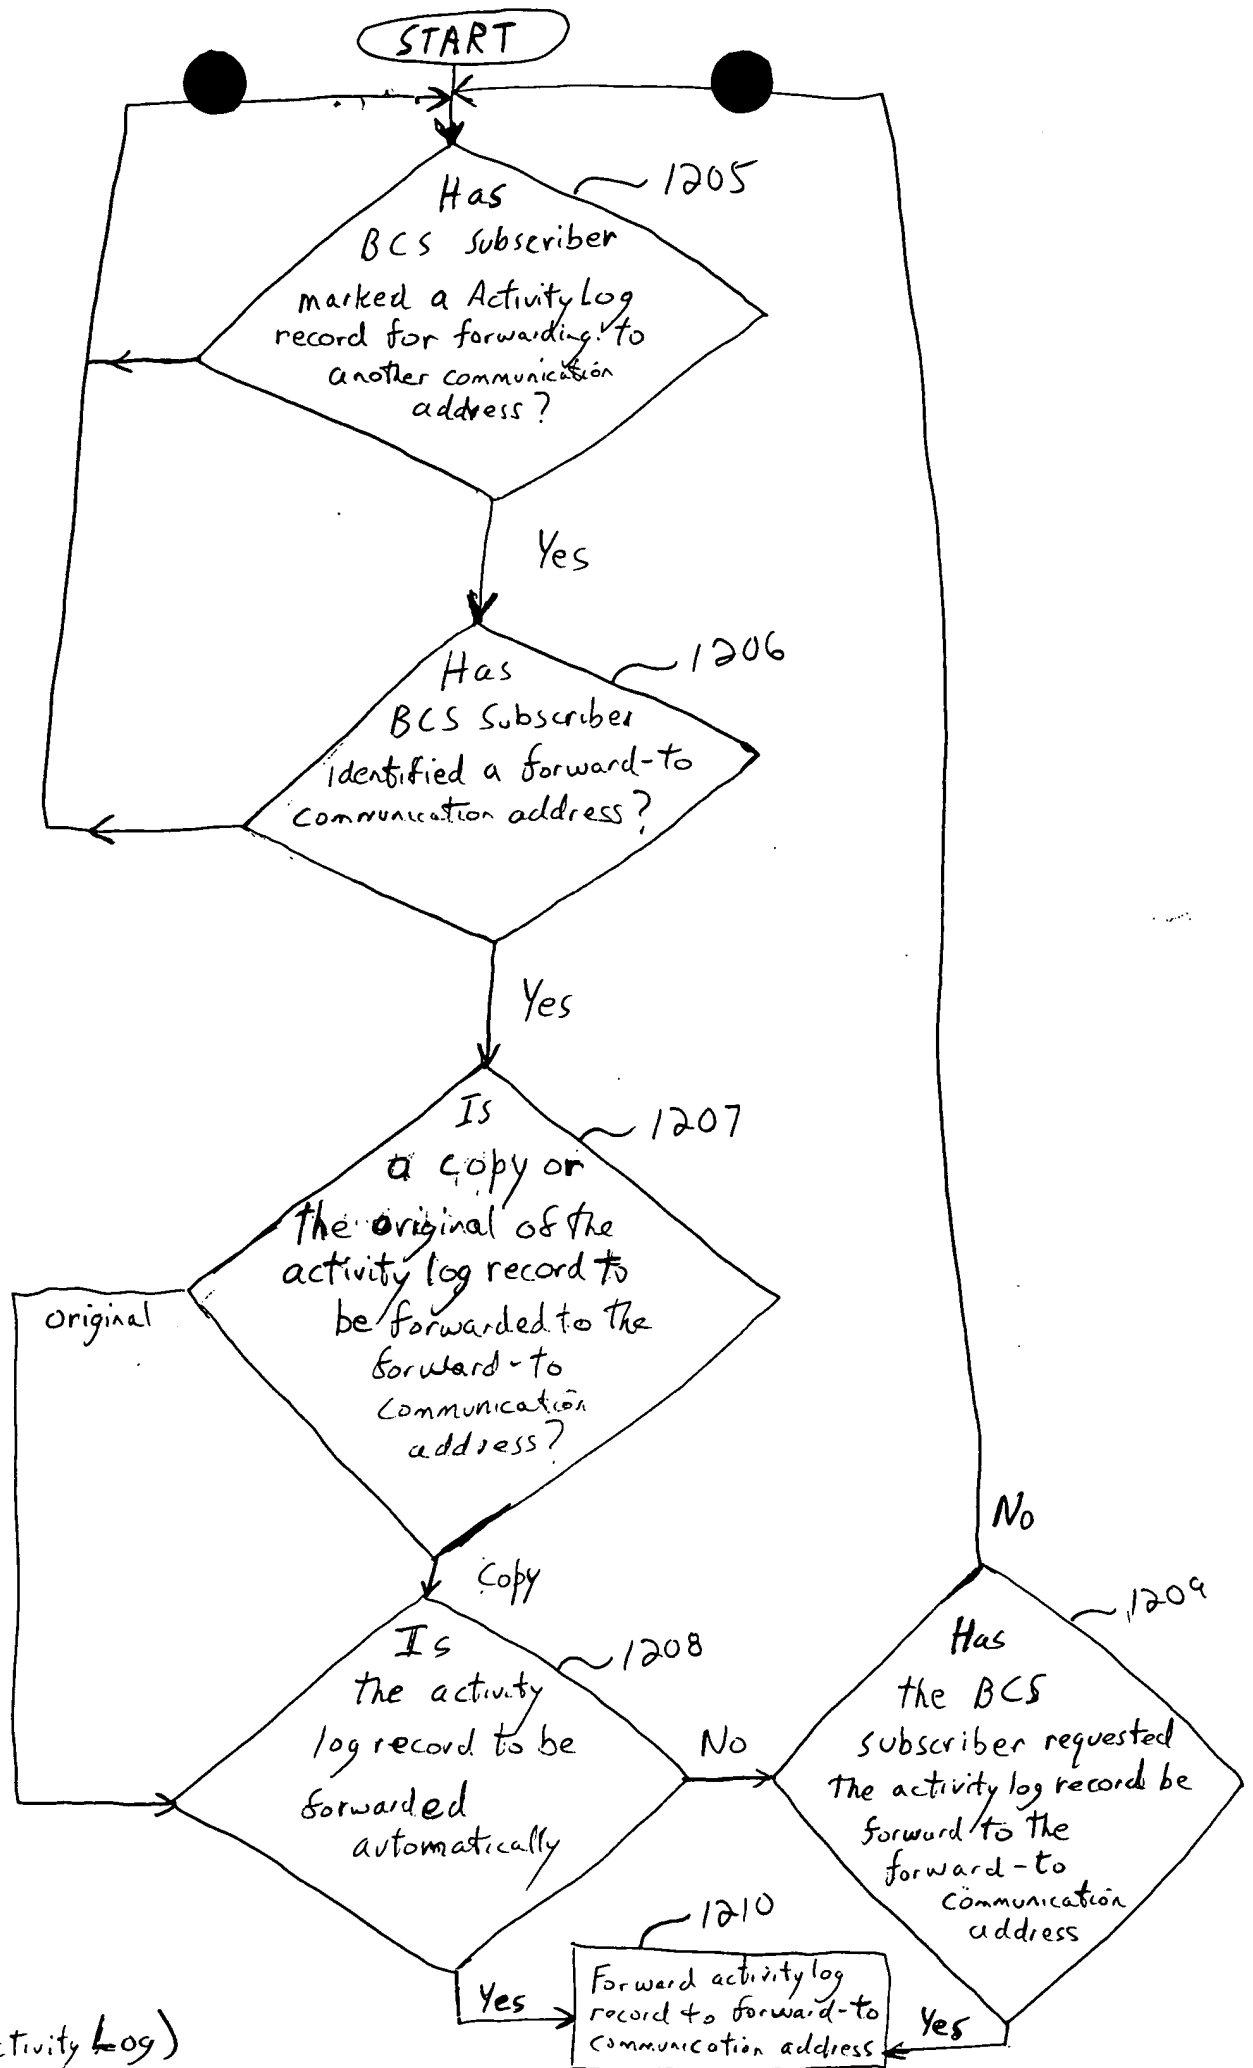 START
1205
Has
BCS Subscriber
marked a Activity Log
record for forwarding to
another communication
address?
Yes
1206
Has
BCS Subscriber
identified a forward-to
communication address?
Yes
1207
Is
a copy or
the original of the
activity log record to
be forwarded to the
forward-to
communication
address?
original
Copy
No
1208
Is
the activity
log record to be
forwarded
automatically
No
1209
Has
the BCS
subscriber requested
the activity log record be
forward to the
forward-to
communication
address
1210
Yes
Forward activity log
record to forward-to
communication address
Yes
ctivity Log)